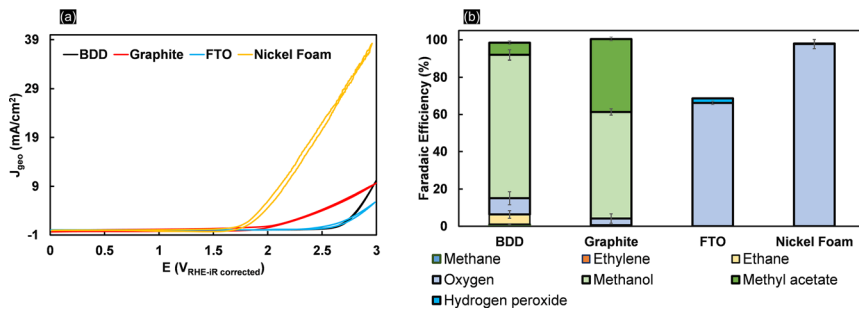 (a)
39
29
19
9
-1
J_geo (mA/cm²)
BDD Graphite FTO Nickel Foam
0 0.5 1 1.5 2 2.5 3
E (V_RHE-iR corrected)
(b)
100
80
60
40
20
0
Faradaic Efficiency (%)
BDD Graphite FTO Nickel Foam
Methane Ethylene Ethane
Oxygen Methanol Methyl acetate
Hydrogen peroxide